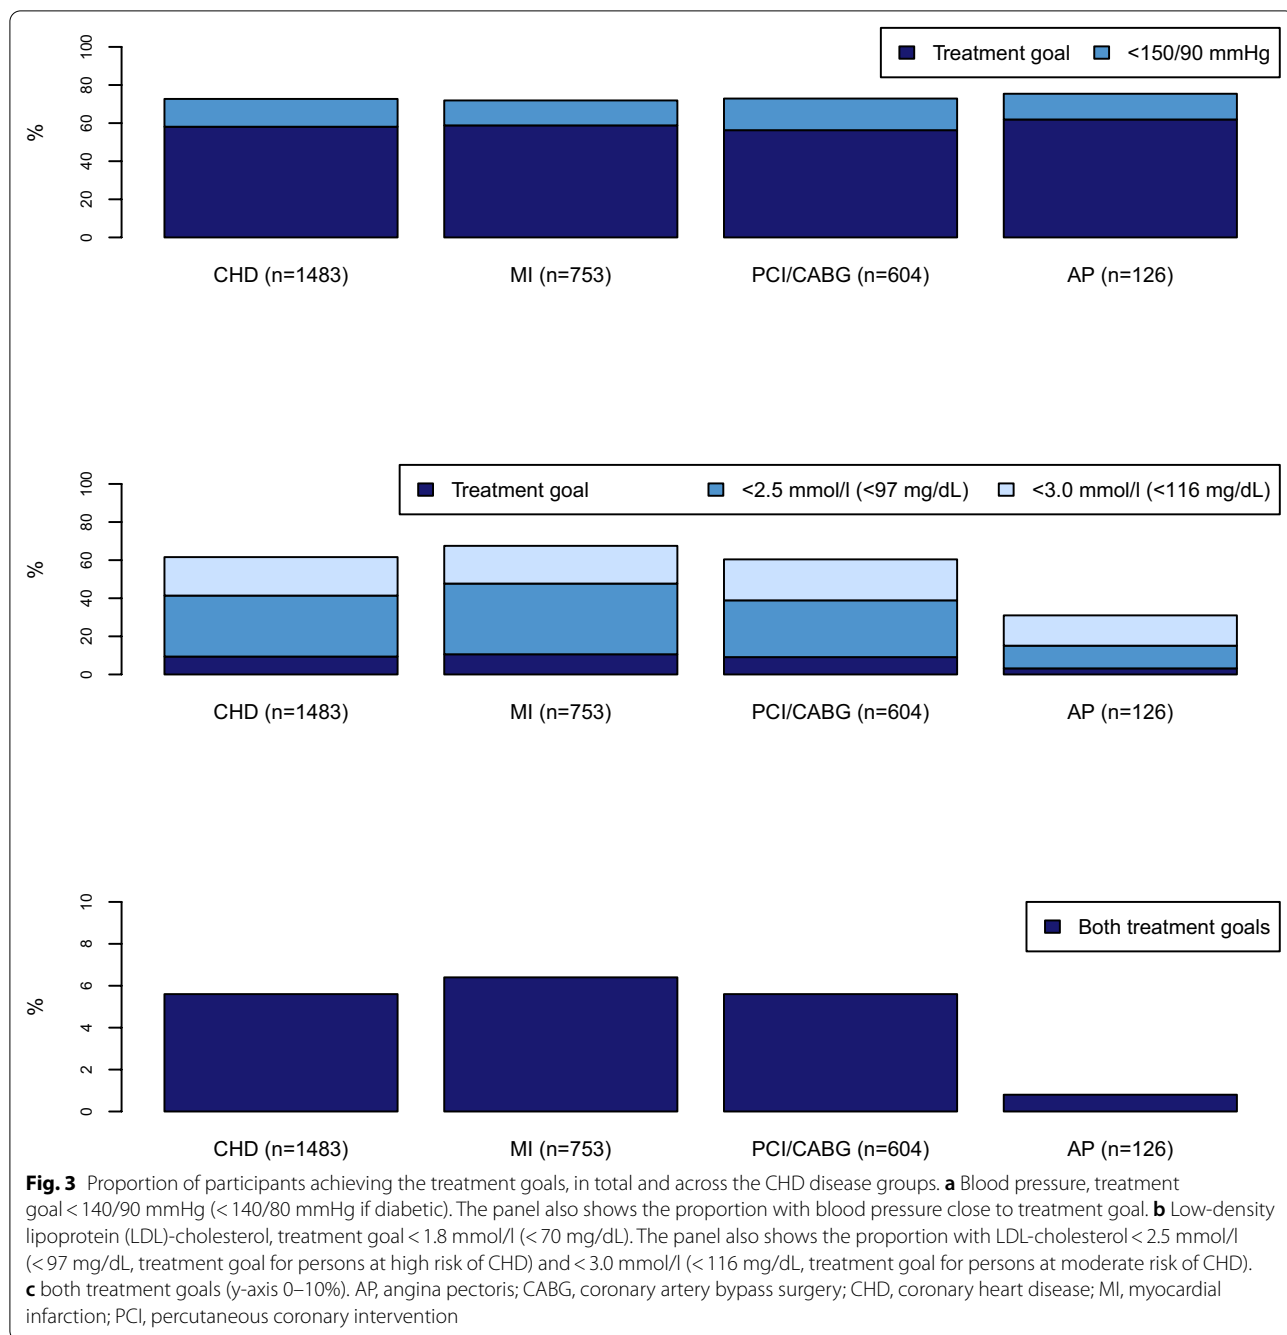 Treatment goal <150/90 mmHg
100
80
60
40
20
0
%
CHD (n=1483) MI (n=753) PCI/CABG (n=604) AP (n=126)
Treatment goal <2.5 mmol/l (<97 mg/dL) <3.0 mmol/l (<116 mg/dL)
100
80
60
40
20
0
%
CHD (n=1483) MI (n=753) PCI/CABG (n=604) AP (n=126)
Both treatment goals
10
8
6
4
2
0
%
CHD (n=1483) MI (n=753) PCI/CABG (n=604) AP (n=126)
Fig. 3 Proportion of participants achieving the treatment goals, in total and across the CHD disease groups. a Blood pressure, treatment
goal < 140/90 mmHg (< 140/80 mmHg if diabetic). The panel also shows the proportion with blood pressure close to treatment goal. b Low-density
lipoprotein (LDL)-cholesterol, treatment goal < 1.8 mmol/l (< 70 mg/dL). The panel also shows the proportion with LDL-cholesterol < 2.5 mmol/l
(< 97 mg/dL, treatment goal for persons at high risk of CHD) and < 3.0 mmol/l (< 116 mg/dL, treatment goal for persons at moderate risk of CHD).
c both treatment goals (y-axis 0–10%). AP, angina pectoris; CABG, coronary artery bypass surgery; CHD, coronary heart disease; MI, myocardial
infarction; PCI, percutaneous coronary intervention